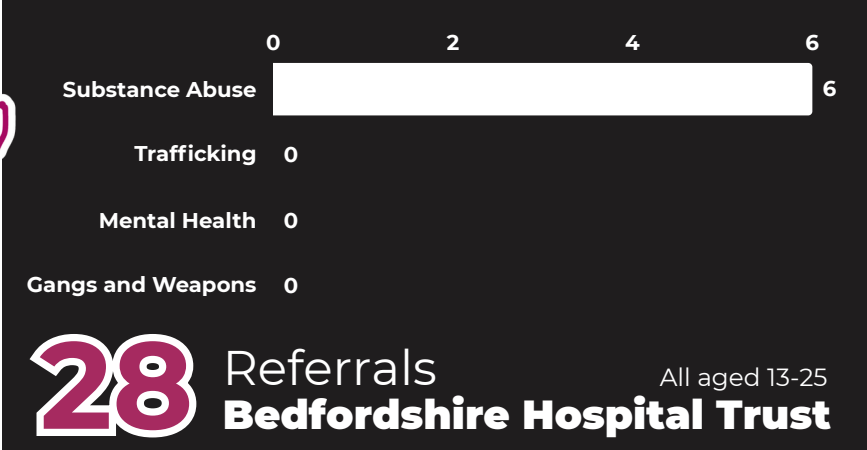 0 2 4 6
Substance Abuse 6
Trafficking 0
Mental Health 0
Gangs and Weapons 0
28 Referrals All aged 13-25
Bedfordshire Hospital Trust